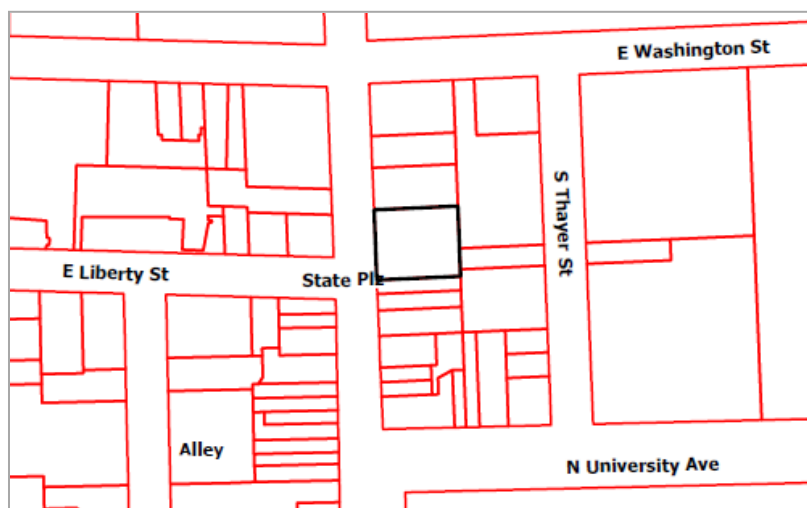 E Washington St
S Thayer St
E Liberty St
State Plz
Alley
N University Ave